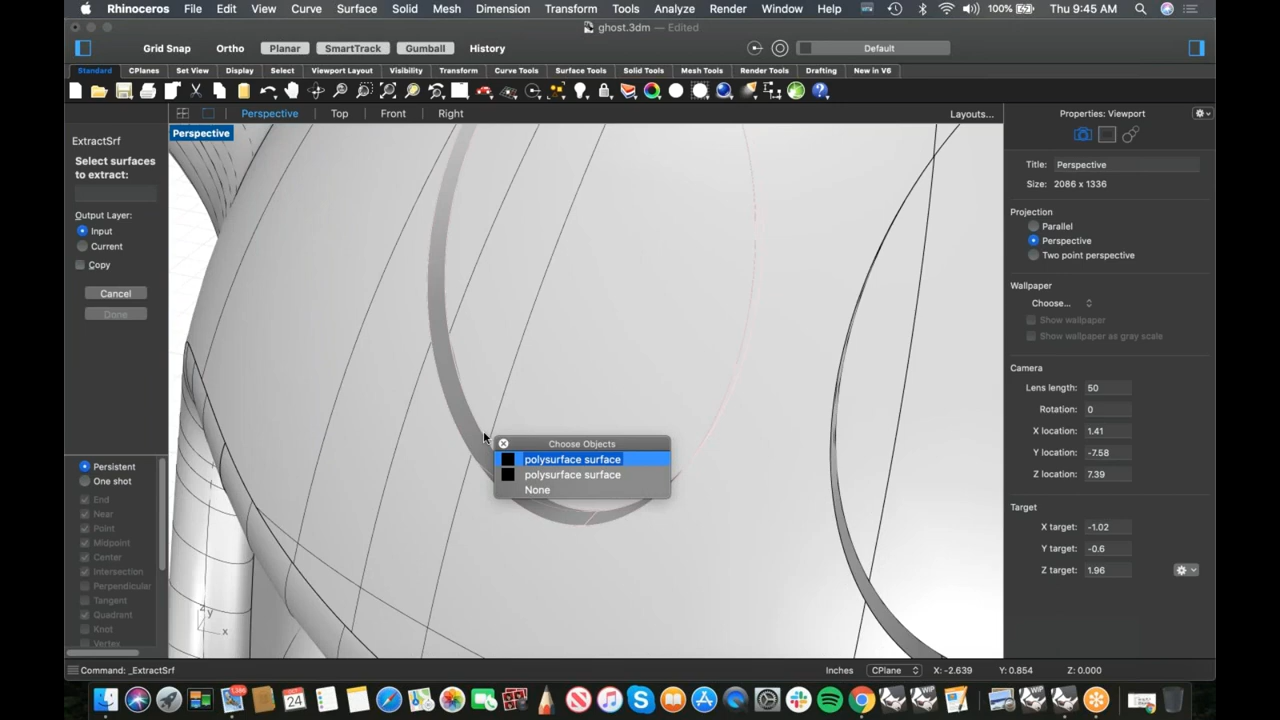 Rhinoceros File Edit View Curve Surface Solid Mesh Dimension Transform Tools Analyze Render Window Help 100% Thu 9:45 AM
ghost.3dm — Edited
Grid Snap Ortho Planar SmartTrack Gumball History Default
Standard CPlanes Set View Display Select Viewport Layout Visibility Transform Curve Tools Surface Tools Solid Tools Mesh Tools Render Tools Drafting New in V6
Perspective Top Front Right Layouts...
Properties: Viewport
Perspective
ExtractSrf
Select surfaces
to extract:
Output Layer:
Input
Current
Copy
Cancel
Done
Persistent
One shot
End
Near
Point
Midpoint
Center
Intersection
Perpendicular
Tangent
Quadrant
Knot
Vertex
Choose Objects
polysurface surface
polysurface surface
None
y
x
Title: Perspective
Size: 2086 x 1336
Projection
Parallel
Perspective
Two point perspective
Wallpaper
Choose...
Show wallpaper
Show wallpaper as gray scale
Camera
Lens length: 50
Rotation: 0
X location: 1.41
Y location: -7.58
Z location: 7.39
Target
X target: -1.02
Y target: -0.6
Z target: 1.96
Command: _ExtractSrf Inches CPlane X: -2.639 Y: 0.854 Z: 0.000
24